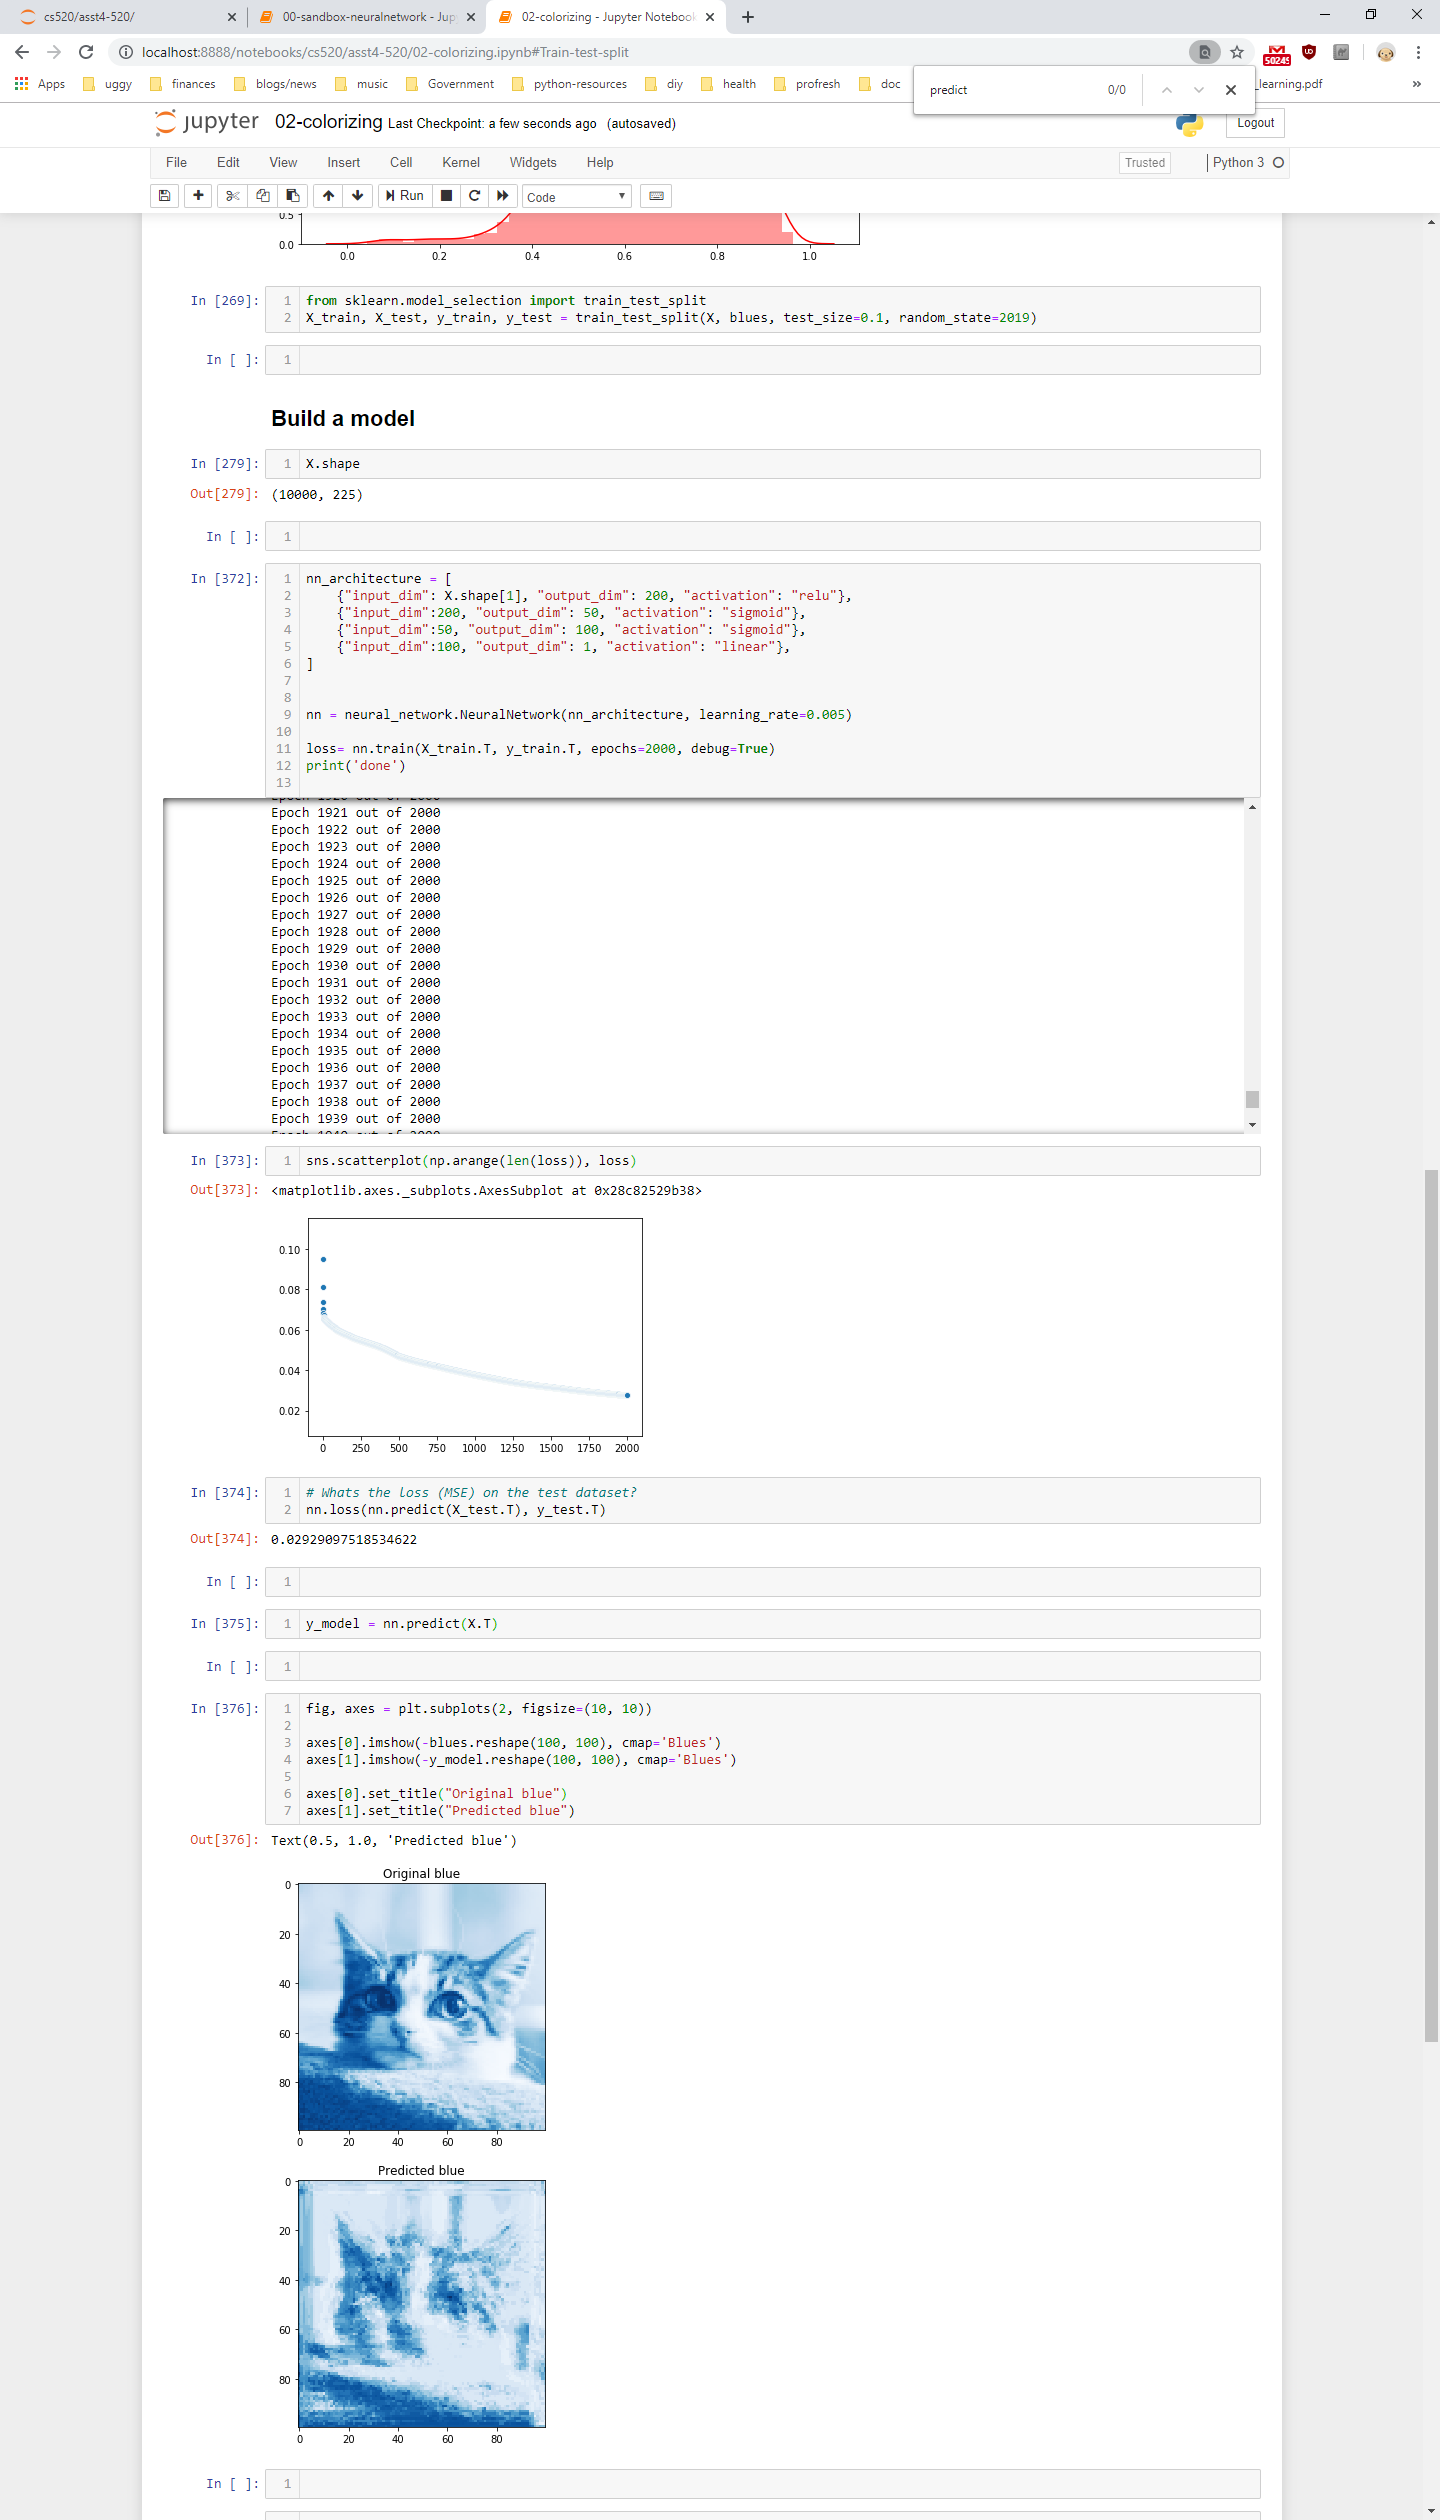 cs520/asst4-520/
00-sandbox-neuralnetwork - Jup
02-colorizing - Jupyter Notebook
localhost:8888/notebooks/cs520/asst4-520/02-colorizing.ipynb#Train-test-split
50245
Apps uggy finances blogs/news music Government python-resources diy health profresh doc _learning.pdf »
predict 0/0
jupyter 02-colorizing Last Checkpoint: a few seconds ago (autosaved)
Logout
File Edit View Insert Cell Kernel Widgets Help Trusted Python 3
Run Code
0.5
0.0
0.0 0.2 0.4 0.6 0.8 1.0
In [269]: 1 from sklearn.model_selection import train_test_split
2 X_train, X_test, y_train, y_test = train_test_split(X, blues, test_size=0.1, random_state=2019)
In [ ]: 1
Build a model
In [279]: 1 X.shape
Out[279]: (10000, 225)
In [ ]: 1
In [372]: 1 nn_architecture = [
2 {"input_dim": X.shape[1], "output_dim": 200, "activation": "relu"},
3 {"input_dim":200, "output_dim": 50, "activation": "sigmoid"},
4 {"input_dim":50, "output_dim": 100, "activation": "sigmoid"},
5 {"input_dim":100, "output_dim": 1, "activation": "linear"},
6 ]
7
8
9 nn = neural_network.NeuralNetwork(nn_architecture, learning_rate=0.005)
10
11 loss= nn.train(X_train.T, y_train.T, epochs=2000, debug=True)
12 print('done')
13
Epoch 1920 out of 2000
Epoch 1921 out of 2000
Epoch 1922 out of 2000
Epoch 1923 out of 2000
Epoch 1924 out of 2000
Epoch 1925 out of 2000
Epoch 1926 out of 2000
Epoch 1927 out of 2000
Epoch 1928 out of 2000
Epoch 1929 out of 2000
Epoch 1930 out of 2000
Epoch 1931 out of 2000
Epoch 1932 out of 2000
Epoch 1933 out of 2000
Epoch 1934 out of 2000
Epoch 1935 out of 2000
Epoch 1936 out of 2000
Epoch 1937 out of 2000
Epoch 1938 out of 2000
Epoch 1939 out of 2000
Epoch 1940 out of 2000
In [373]: 1 sns.scatterplot(np.arange(len(loss)), loss)
Out[373]: <matplotlib.axes._subplots.AxesSubplot at 0x28c82529b38>
0.10
0.08
0.06
0.04
0.02
0 250 500 750 1000 1250 1500 1750 2000
In [374]: 1 # Whats the loss (MSE) on the test dataset?
2 nn.loss(nn.predict(X_test.T), y_test.T)
Out[374]: 0.02929097518534622
In [ ]: 1
In [375]: 1 y_model = nn.predict(X.T)
In [ ]: 1
In [376]: 1 fig, axes = plt.subplots(2, figsize=(10, 10))
2
3 axes[0].imshow(-blues.reshape(100, 100), cmap='Blues')
4 axes[1].imshow(-y_model.reshape(100, 100), cmap='Blues')
5
6 axes[0].set_title("Original blue")
7 axes[1].set_title("Predicted blue")
Out[376]: Text(0.5, 1.0, 'Predicted blue')
Original blue
0
20
40
60
80
0 20 40 60 80
Predicted blue
0
20
40
60
80
0 20 40 60 80
In [ ]: 1